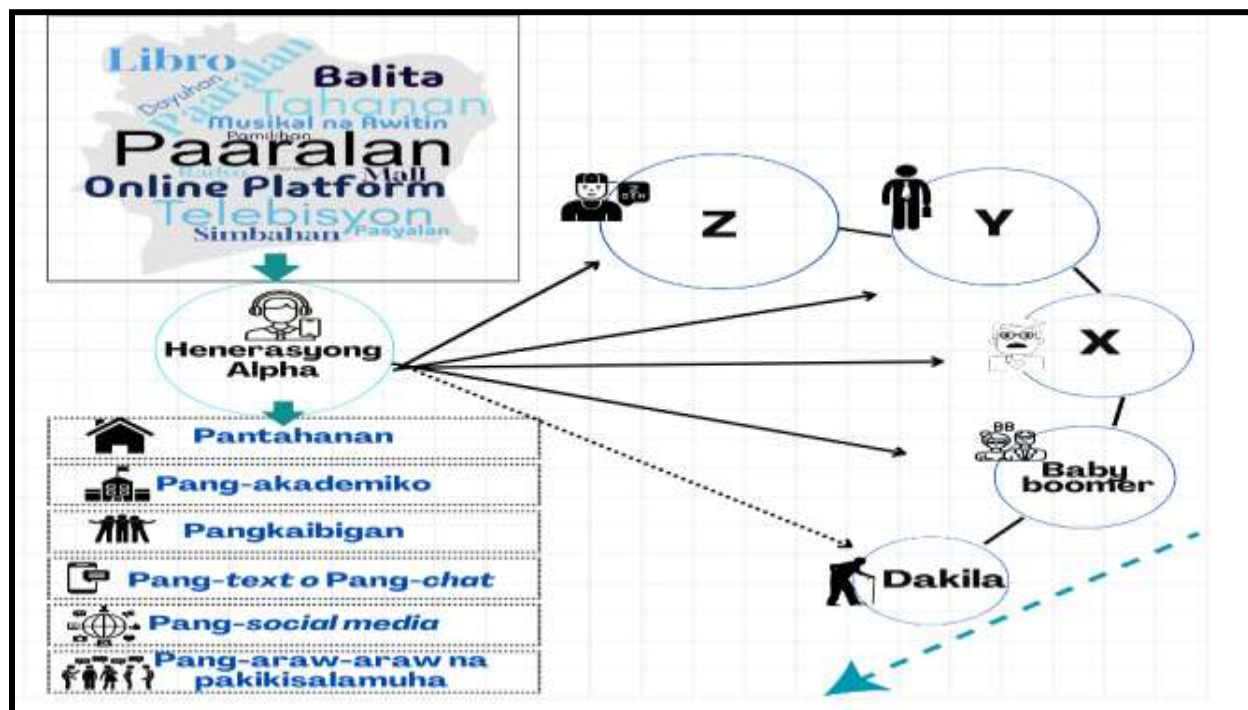 Libro
Dayuhan
Paaralan
Balita
Tahanan
Musikal na Awitin
Pamilihan
Paaralan
Radyo
Mall
Online Platform
Telebisyon
Simbahan
Pasyalan
Henerasyong
Alpha
Pantahanan
Pang-akademiko
Pangkaibigan
Pang-text o Pang-chat
Pang-social media
Pang-araw-araw na
pakikisalamuha
Z
Y
X
BB
Baby
boomer
Dakila